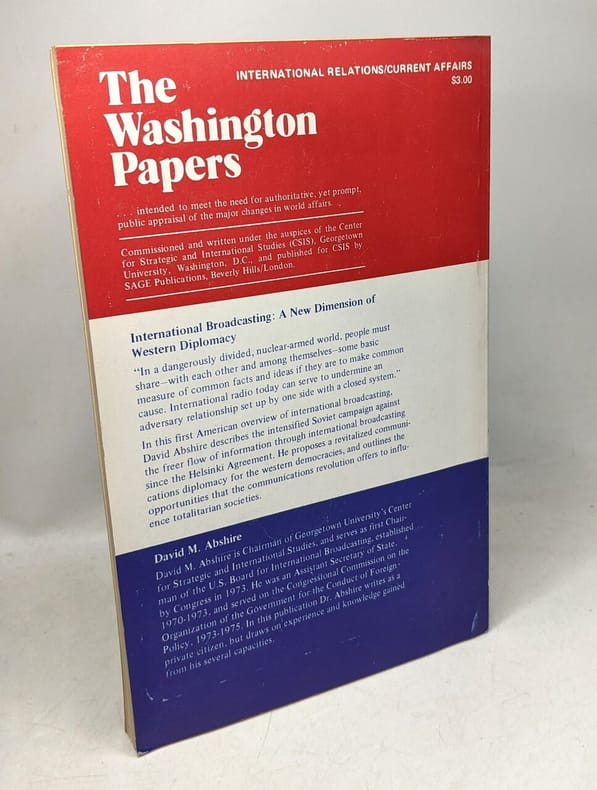 The
Washington
Papers
INTERNATIONAL RELATIONS/CURRENT AFFAIRS
$3.00
. . . intended to meet the need for authoritative, yet prompt,
public appraisal of the major changes in world affairs. .
Commissioned and written under the auspices of the Center
for Strategic and International Studies (CSIS), Georgetown
University, Washington, D.C., and published for CSIS by
SAGE Publications, Beverly Hills/London.
International Broadcasting: A New Dimension of
Western Diplomacy
"In a dangerously divided, nuclear-armed world, people must
share—with each other and among themselves—some basic
measure of common facts and ideas if they are to make common
cause. International radio today can serve to undermine an
adversary relationship set up by one side with a closed system."
In this first American overview of international broadcasting,
David Abshire describes the intensified Soviet campaign against
the freer flow of information through international broadcasting
since the Helsinki Agreement. He proposes a revitalized communi-
cations diplomacy for the western democracies, and outlines the
opportunities that the communications revolution offers to influ-
ence totalitarian societies.
David M. Abshire
David M. Abshire is Chairman of Georgetown University's Center
for Strategic and International Studies, and serves as first Chair-
man of the U.S. Board for International Broadcasting, established
by Congress in 1973. He was an Assistant Secretary of State,
1970-1973, and served on the Congressional Commission on the
Organization of the Government for the Conduct of Foreign
Policy, 1973-1975. In this publication Dr. Abshire writes as a
private citizen, but draws on experience and knowledge gained
from his several capacities.